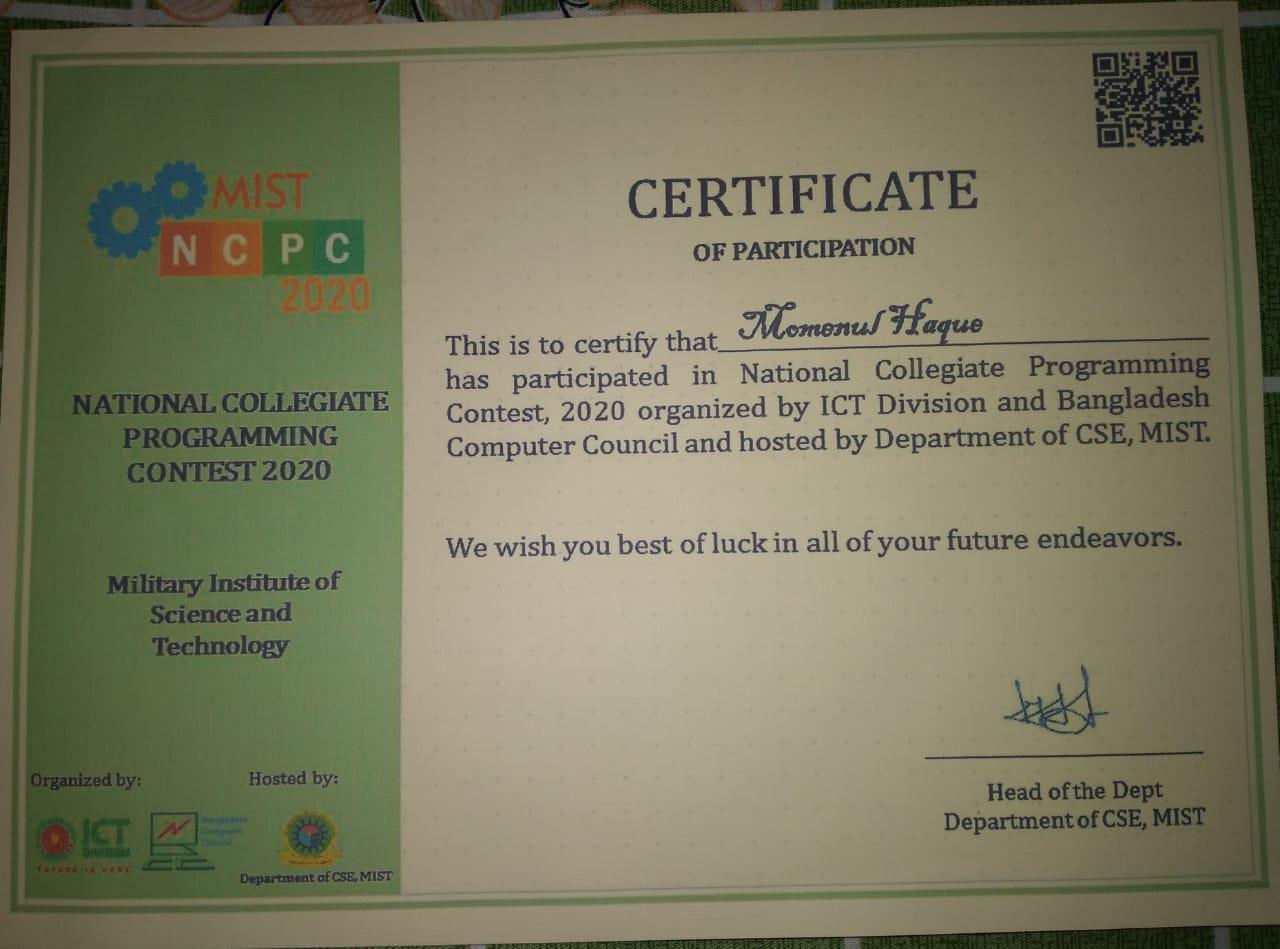 MIST
NCPC
2020
NATIONAL COLLEGIATE
PROGRAMMING
CONTEST 2020
Military Institute of
Science and
Technology
Organized by:
Hosted by:
ICT
DIVISION
FUTURE IS HERE
Bangladesh
Computer
Council
Department of CSE, MIST
CERTIFICATE
OF PARTICIPATION
This is to certify that Momenul Haque
has participated in National Collegiate Programming
Contest, 2020 organized by ICT Division and Bangladesh
Computer Council and hosted by Department of CSE, MIST.
We wish you best of luck in all of your future endeavors.
Head of the Dept
Department of CSE, MIST